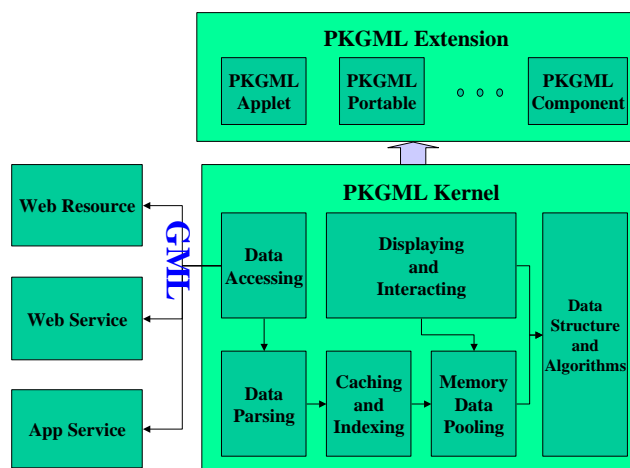 PKGML Extension
PKGML
Applet
PKGML
Portable
PKGML
Component
PKGML Kernel
Web Resource
Web Service
App Service
GML
Data
Accessing
Displaying
and
Interacting
Data
Structure
and
Algorithms
Data
Parsing
Caching
and
Indexing
Memory
Data
Pooling